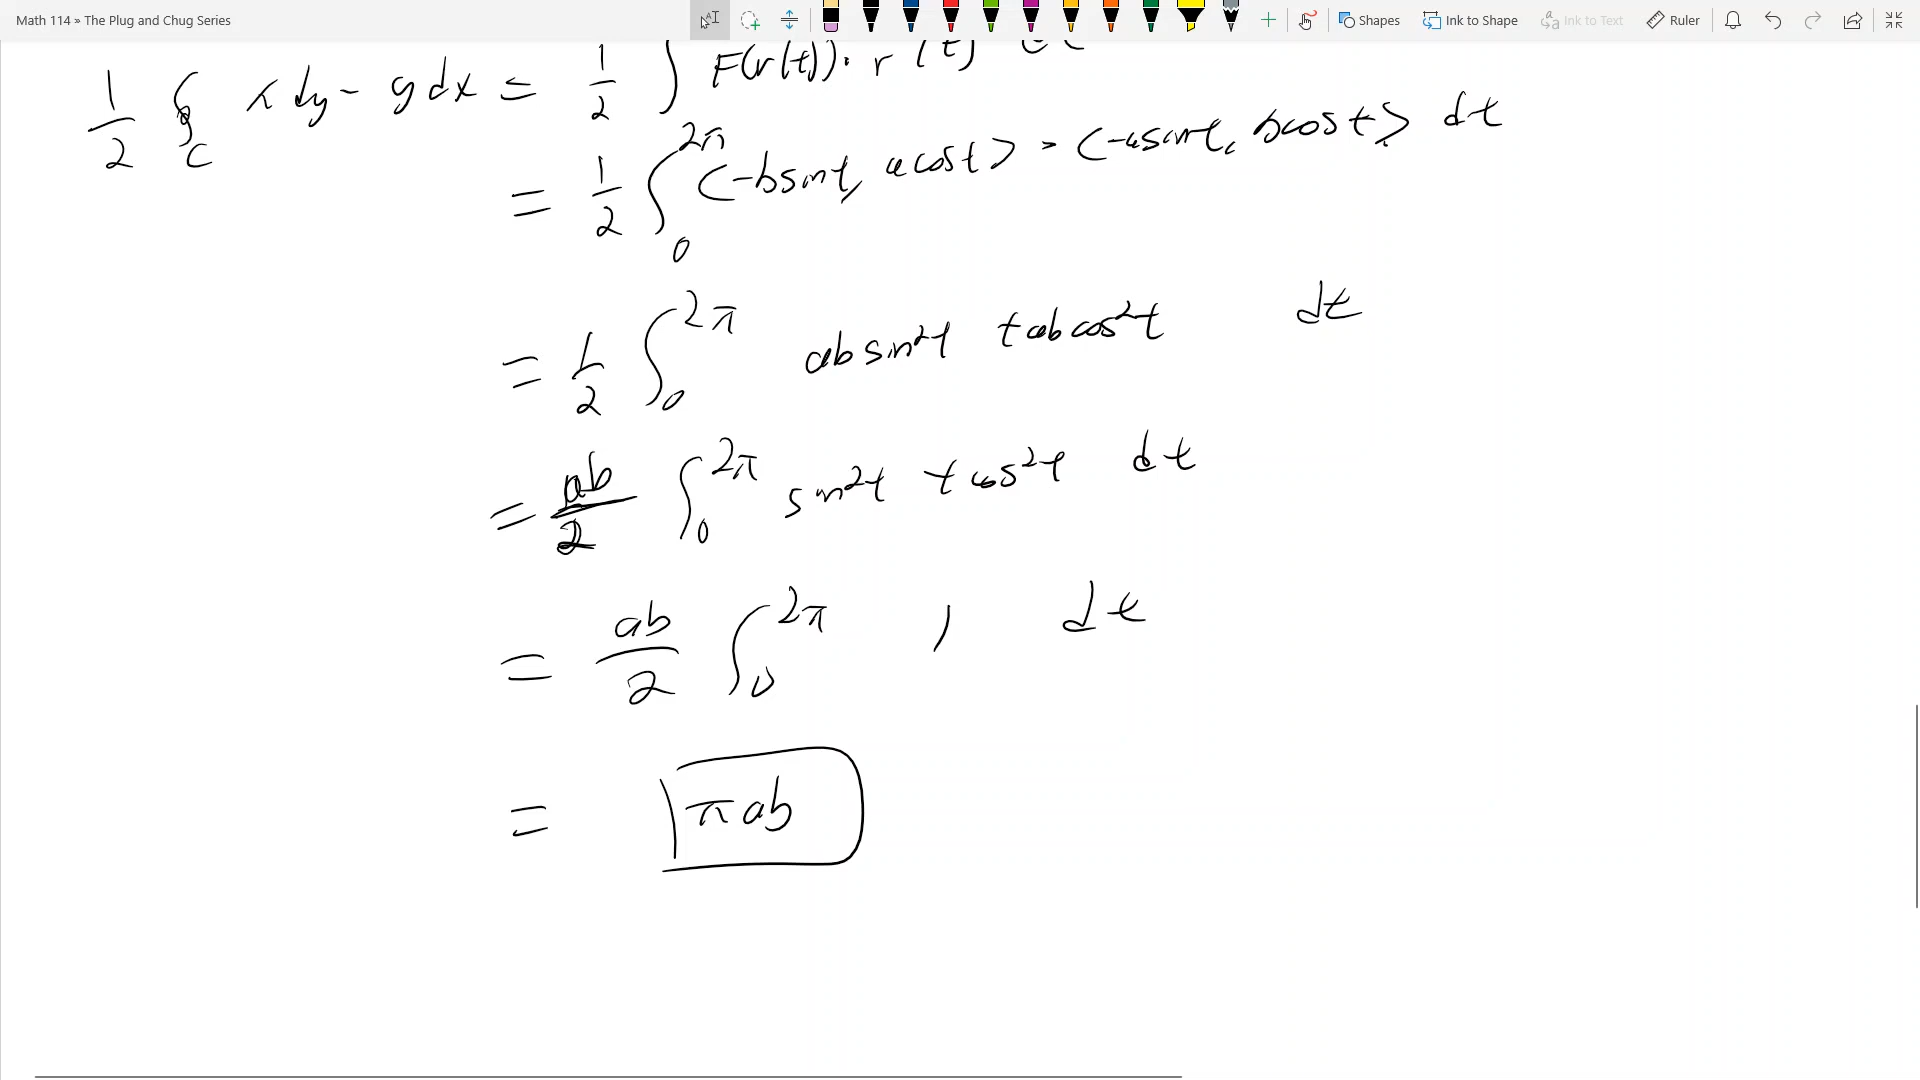 Math 114 » The Plug and Chug Series
Shapes Ink to Shape Ink to Text Ruler
1/2 ∮_C x dy - y dx = 1/2 ∫ F(r(t)) · r'(t) dt
= 1/2 ∫_0^2π <-b sin t, a cos t> · <-a sin t, b cos t> dt
= 1/2 ∫_0^2π ab sin²t + ab cos²t dt
= ab/2 ∫_0^2π sin²t + cos²t dt
= ab/2 ∫_0^2π 1 dt
= πab